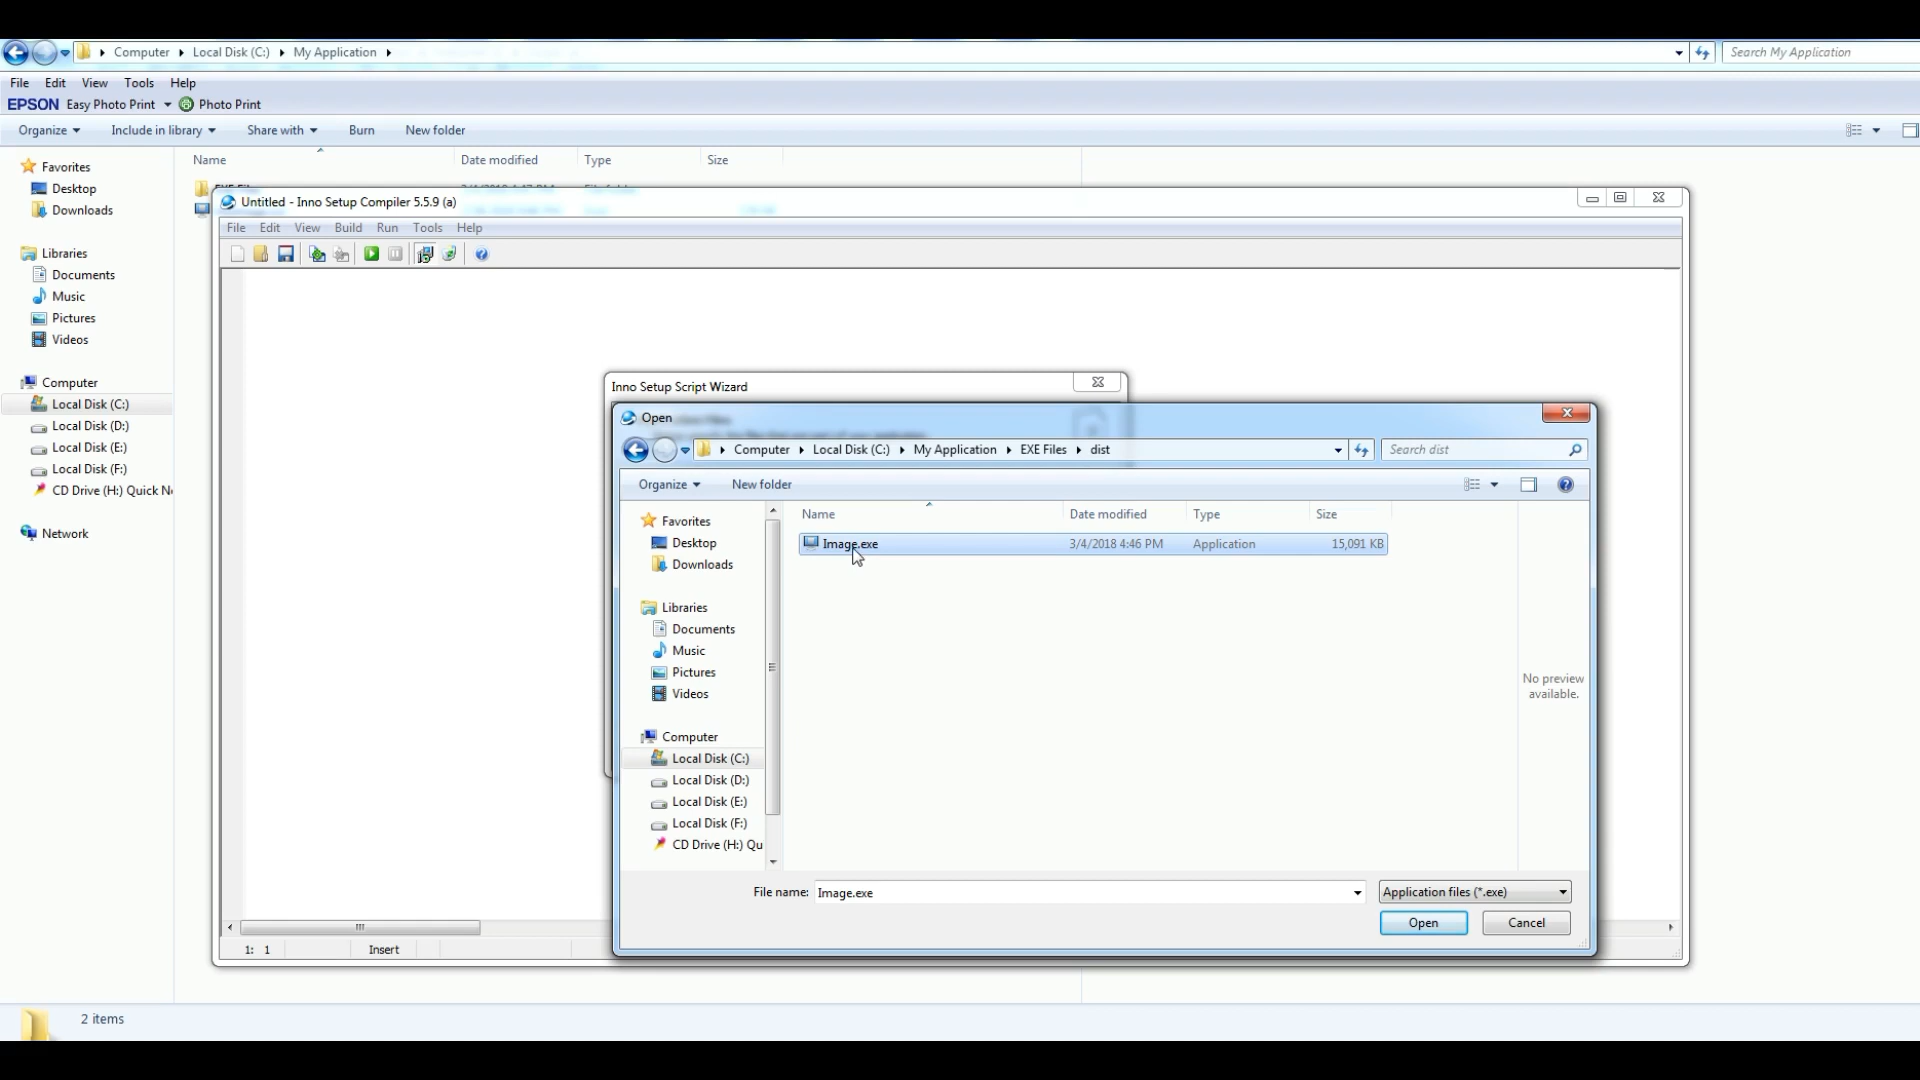 Computer Local Disk (C:) My Application
Search My Application
File Edit View Tools Help
EPSON Easy Photo Print Photo Print
Organize Include in library Share with Burn New folder
Name Date modified Type Size
Favorites
Desktop
Downloads
Libraries
Documents
Music
Pictures
Videos
Computer
Local Disk (C:)
Local Disk (D:)
Local Disk (E:)
Local Disk (F:)
CD Drive (H:) Quick
Network
Untitled - Inno Setup Compiler 5.5.9 (a)
File Edit View Build Run Tools Help
Inno Setup Script Wizard
Open
Computer Local Disk (C:) My Application EXE Files dist
Search dist
Organize New folder
Favorites
Desktop
Downloads
Libraries
Documents
Music
Pictures
Videos
Computer
Local Disk (C:)
Local Disk (D:)
Local Disk (E:)
Local Disk (F:)
CD Drive (H:) Qu
Name Date modified Type Size
Image.exe 3/4/2018 4:46 PM Application 15,091 KB
No preview
available.
File name: Image.exe Application files (*.exe)
Open Cancel
1: 1 Insert
2 items